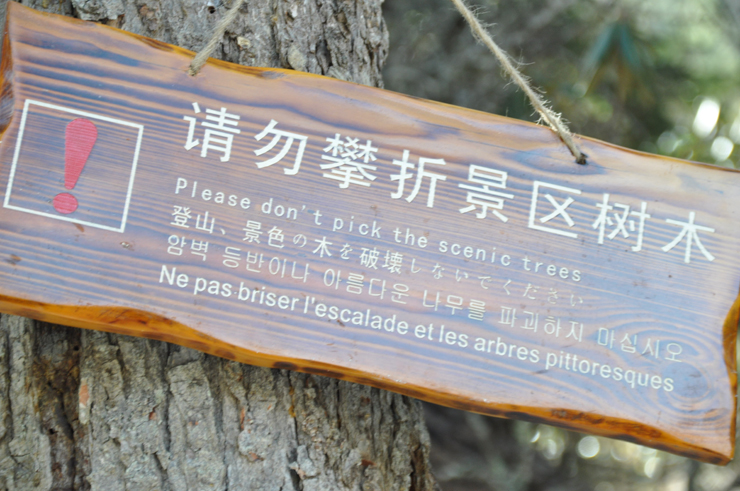 请勿攀折景区树木
Please don't pick the scenic trees
登山、景色の木を破壊しないでください
암벽 등반이나 아름다운 나무를 파괴하지 마십시오
Ne pas briser l'escalade et les arbres pittoresques